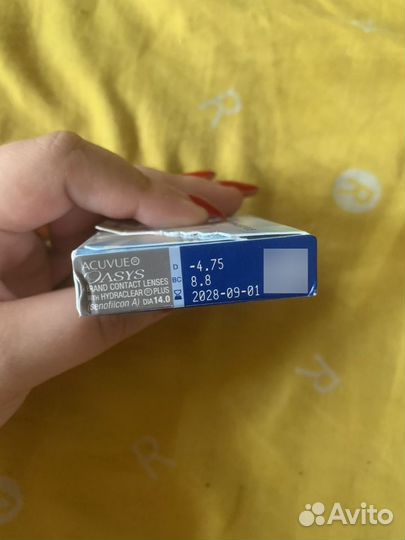 ACUVUE®
OASYS
BRAND CONTACT LENSES
WITH HYDRACLEAR® PLUS
(senofilcon A) DIA 14.0
D -4.75
BC 8.8
2028-09-01
R
R
R
R
Avito